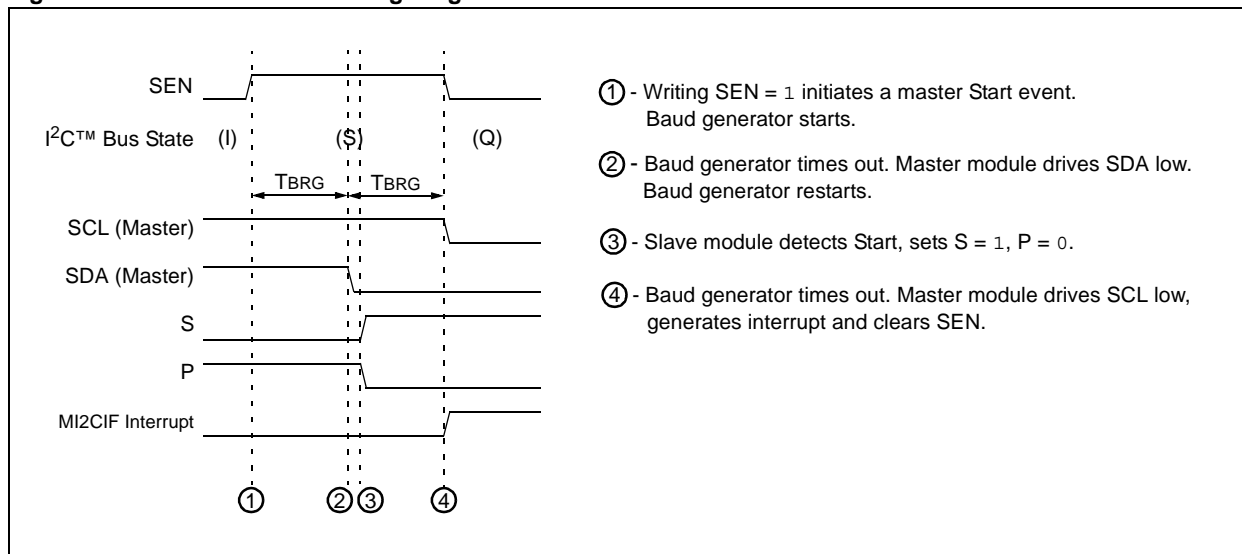 SEN
I2C™ Bus State (I) (S) (Q)
TBRG TBRG
SCL (Master)
SDA (Master)
S
P
MI2CIF Interrupt
1 2 3 4
1 - Writing SEN = 1 initiates a master Start event.
Baud generator starts.
2 - Baud generator times out. Master module drives SDA low.
Baud generator restarts.
3 - Slave module detects Start, sets S = 1, P = 0.
4 - Baud generator times out. Master module drives SCL low,
generates interrupt and clears SEN.